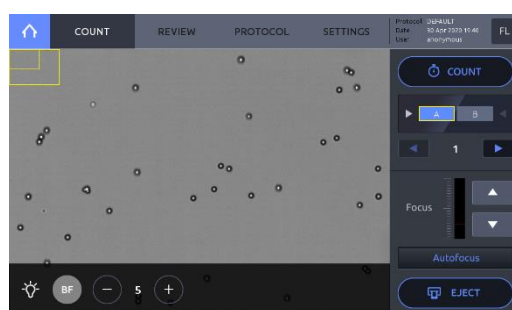 COUNT
REVIEW
PROTOCOL
SETTINGS
Protocol DEFAULT
Date 30 Apr 2020 19:46
User anonymous
FL
COUNT
A
B
1
Focus
Autofocus
BF
5
EJECT